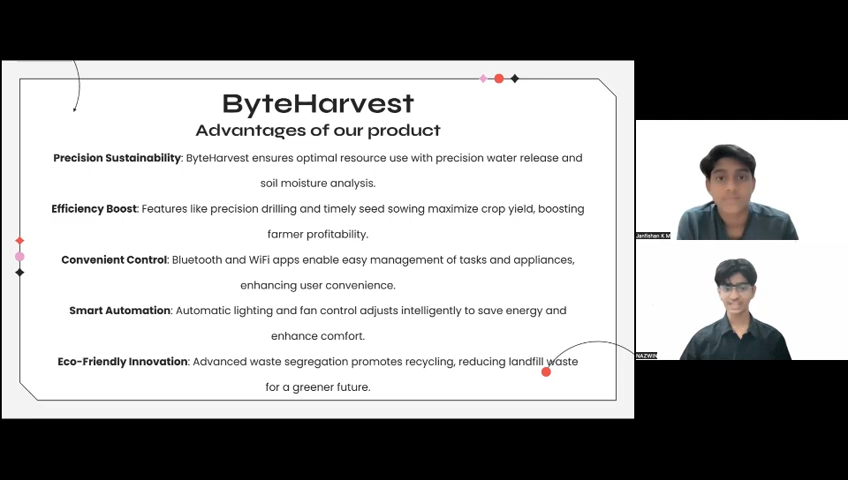 ByteHarvest
Advantages of our product
Precision Sustainability: ByteHarvest ensures optimal resource use with precision water release and
soil moisture analysis.
Efficiency Boost: Features like precision drilling and timely seed sowing maximize crop yield, boosting
farmer profitability.
Convenient Control: Bluetooth and WiFi apps enable easy management of tasks and appliances,
enhancing user convenience.
Smart Automation: Automatic lighting and fan control adjusts intelligently to save energy and
enhance comfort.
Eco-Friendly Innovation: Advanced waste segregation promotes recycling, reducing landfill waste
for a greener future.
Janfishan K M
NAZWIN